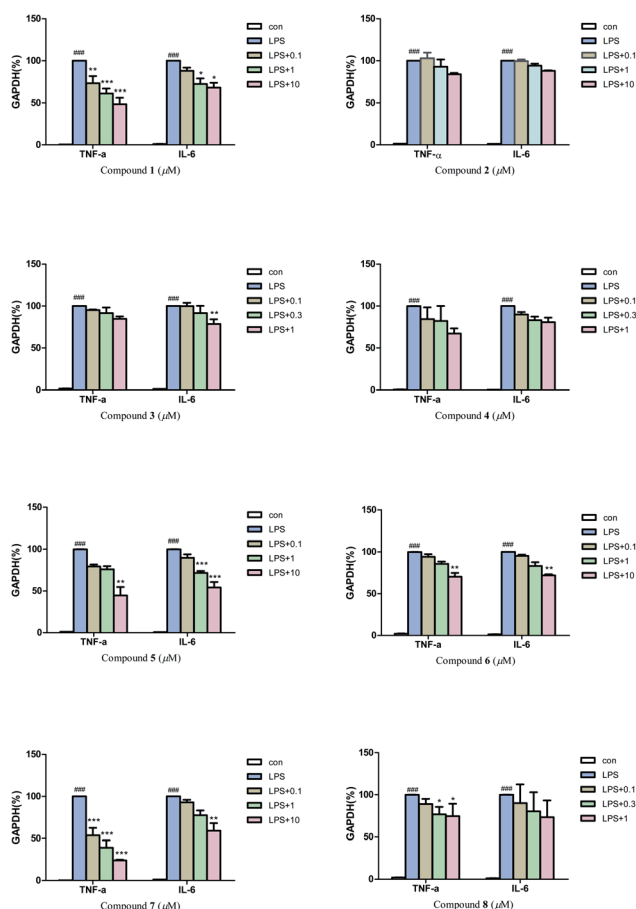 con
LPS
LPS+0.1
LPS+1
LPS+10
GAPDH(%)
150
100
50
0
###
**
***
***
###
*
*
TNF-a
IL-6
Compound 1 (μM)
con
LPS
LPS+0.1
LPS+1
LPS+10
GAPDH(%)
150
100
50
0
###
###
TNF-α
IL-6
Compound 2 (μM)
con
LPS
LPS+0.1
LPS+0.3
LPS+1
GAPDH(%)
150
100
50
0
###
###
**
TNF-a
IL-6
Compound 3 (μM)
con
LPS
LPS+0.1
LPS+0.3
LPS+1
GAPDH(%)
150
100
50
0
###
###
TNF-a
IL-6
Compound 4 (μM)
con
LPS
LPS+0.1
LPS+1
LPS+10
GAPDH(%)
150
100
50
0
###
**
###
***
***
TNF-a
IL-6
Compound 5 (μM)
con
LPS
LPS+0.1
LPS+1
LPS+10
GAPDH(%)
150
100
50
0
###
**
###
**
TNF-a
IL-6
Compound 6 (μM)
con
LPS
LPS+0.1
LPS+1
LPS+10
GAPDH(%)
150
100
50
0
###
***
***
***
###
**
TNF-a
IL-6
Compound 7 (μM)
con
LPS
LPS+0.1
LPS+0.3
LPS+1
GAPDH(%)
150
100
50
0
###
*
*
###
TNF-a
IL-6
Compound 8 (μM)